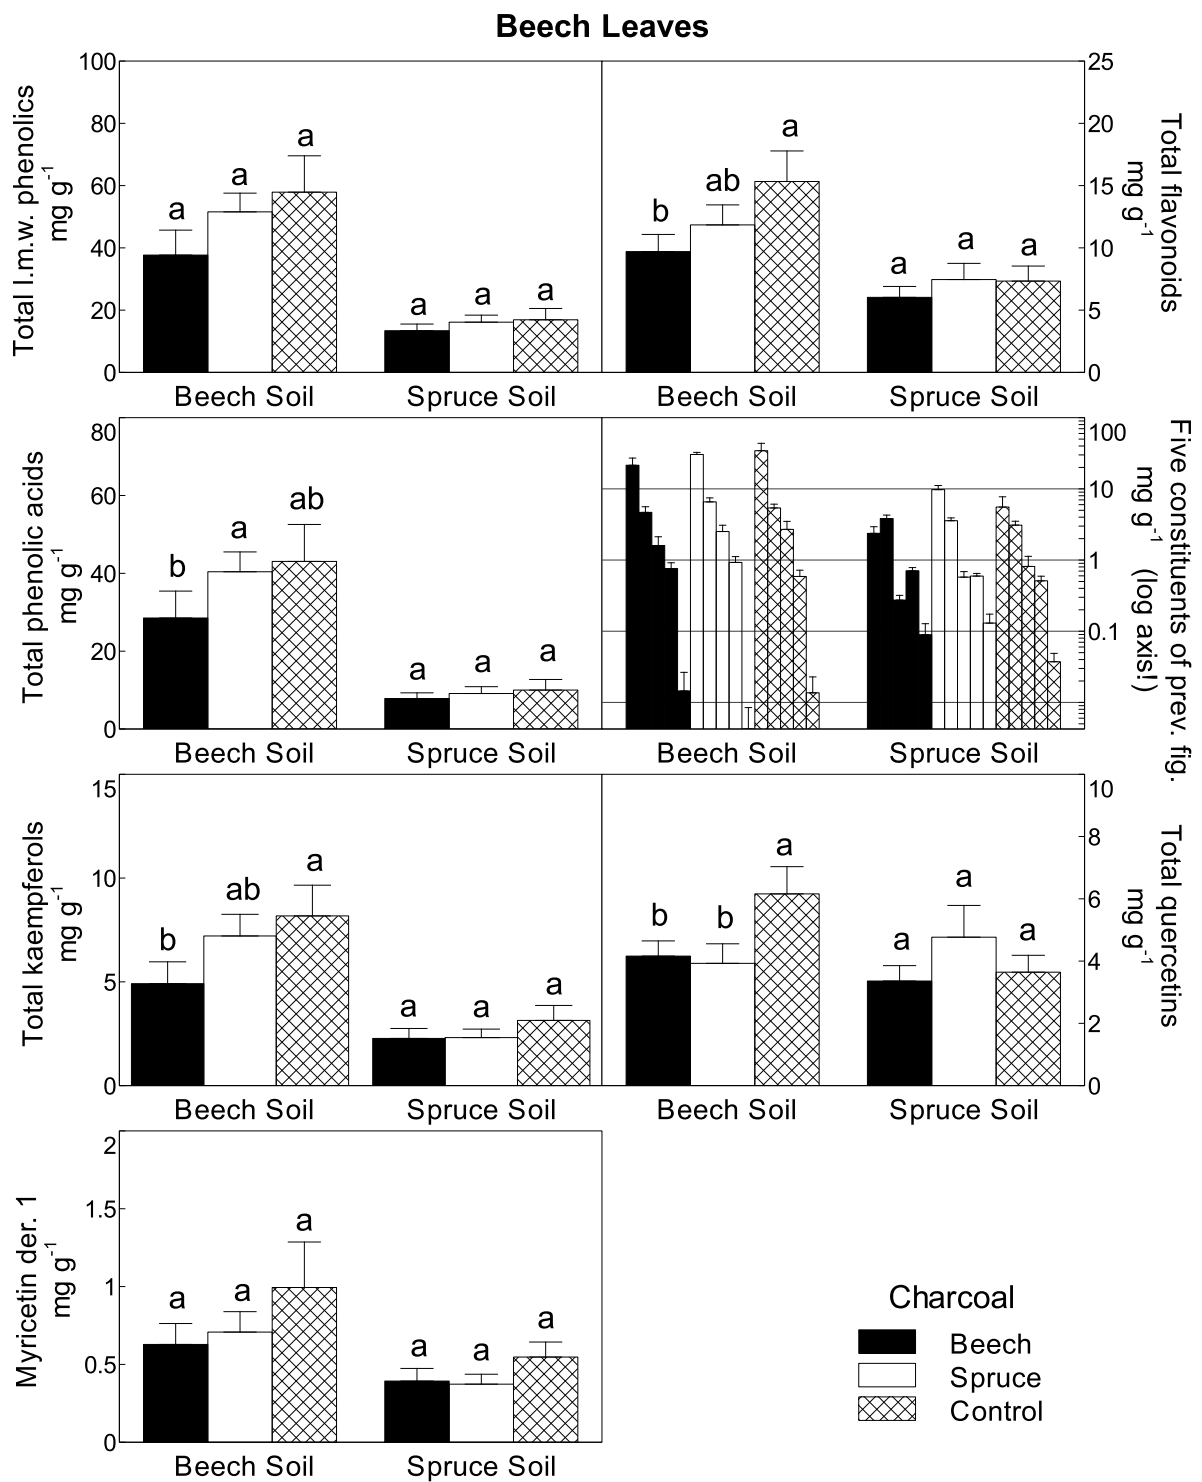 Beech Leaves
Total l.m.w. phenolics
mg g-1
100
80
60
40
20
0
a
a
a
a
a
a
Beech Soil
Spruce Soil
b
ab
a
a
a
a
Beech Soil
Spruce Soil
25
20
15
10
5
0
Total flavonoids
mg g-1
Total phenolic acids
mg g-1
80
60
40
20
0
b
a
ab
a
a
a
Beech Soil
Spruce Soil
Beech Soil
Spruce Soil
100
10
1
0.1
Five constituents of prev. fig.
mg g-1 (log axis!)
Total kaempferols
mg g-1
15
10
5
0
b
ab
a
a
a
a
Beech Soil
Spruce Soil
b
b
a
a
a
a
Beech Soil
Spruce Soil
10
8
6
4
2
0
Total quercetins
mg g-1
Myricetin der. 1
mg g-1
2
1.5
1
0.5
0
a
a
a
a
a
a
Beech Soil
Spruce Soil
Charcoal
Beech
Spruce
Control